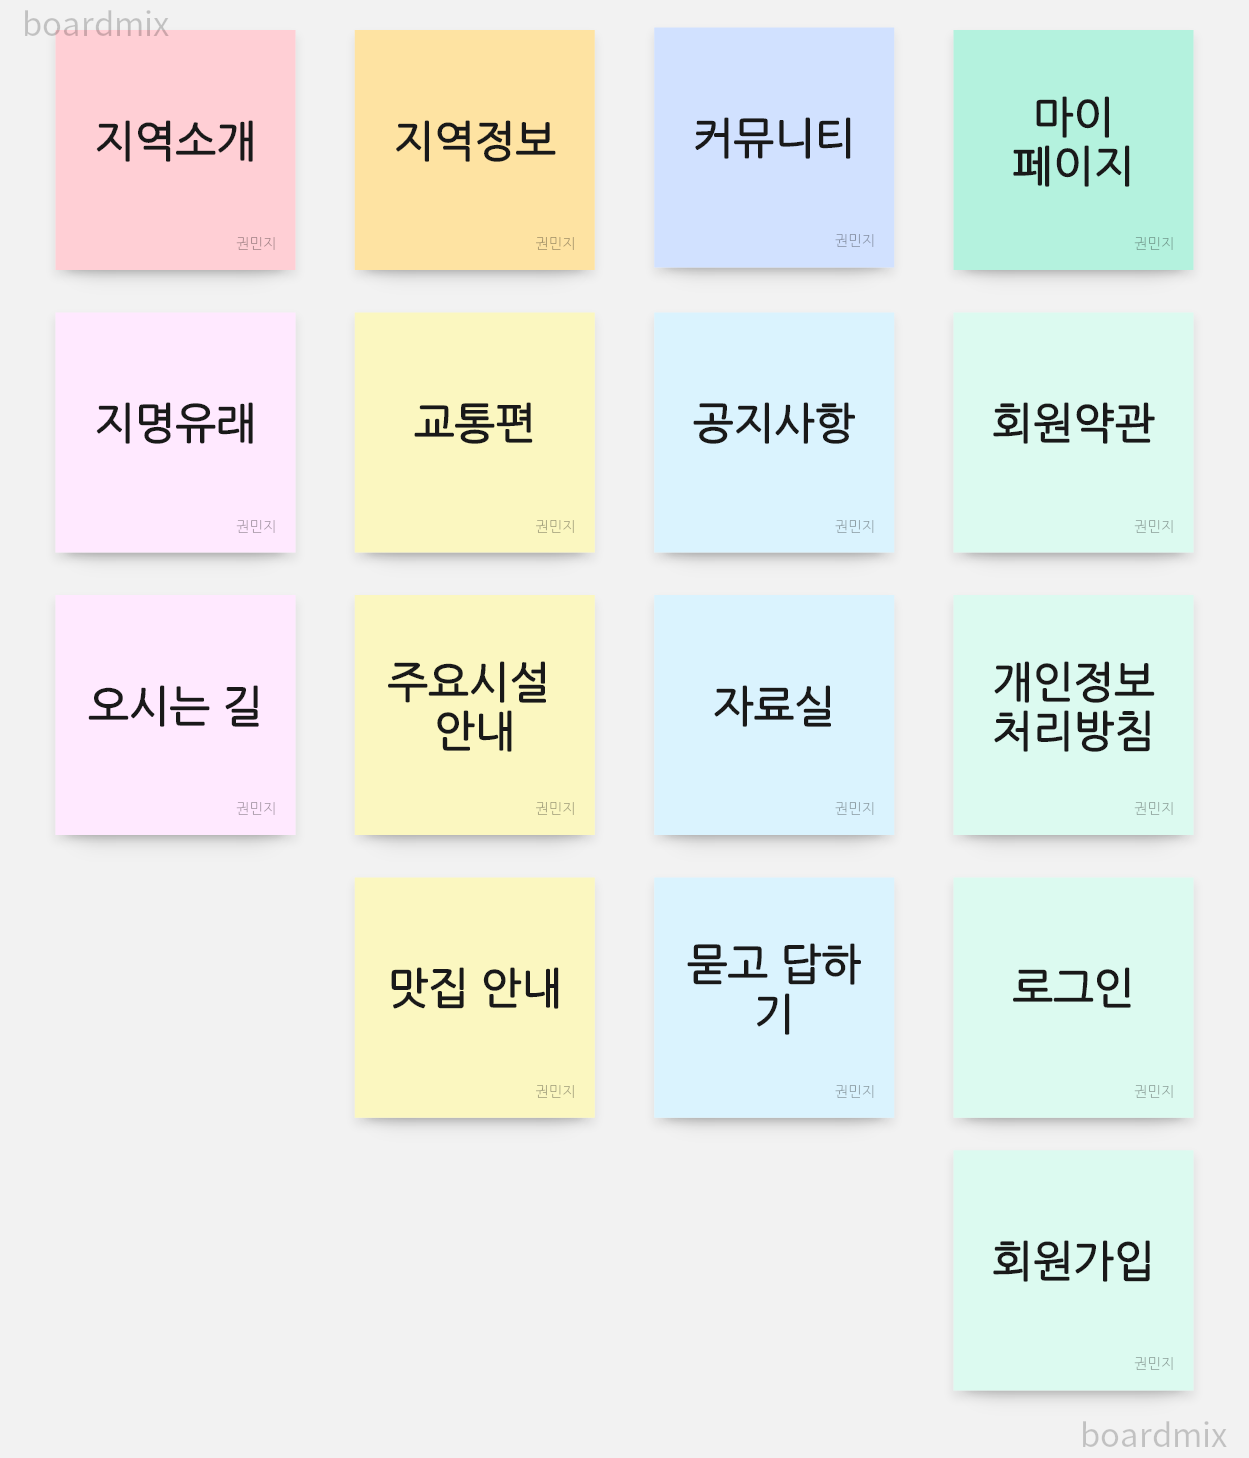 boardmix
지역소개
권민지
지역정보
권민지
커뮤니티
권민지
마이
페이지
권민지
지명유래
권민지
교통편
권민지
공지사항
권민지
회원약관
권민지
오시는 길
권민지
주요시설
안내
권민지
자료실
권민지
개인정보
처리방침
권민지
맛집 안내
권민지
묻고 답하
기
권민지
로그인
권민지
회원가입
권민지
boardmix